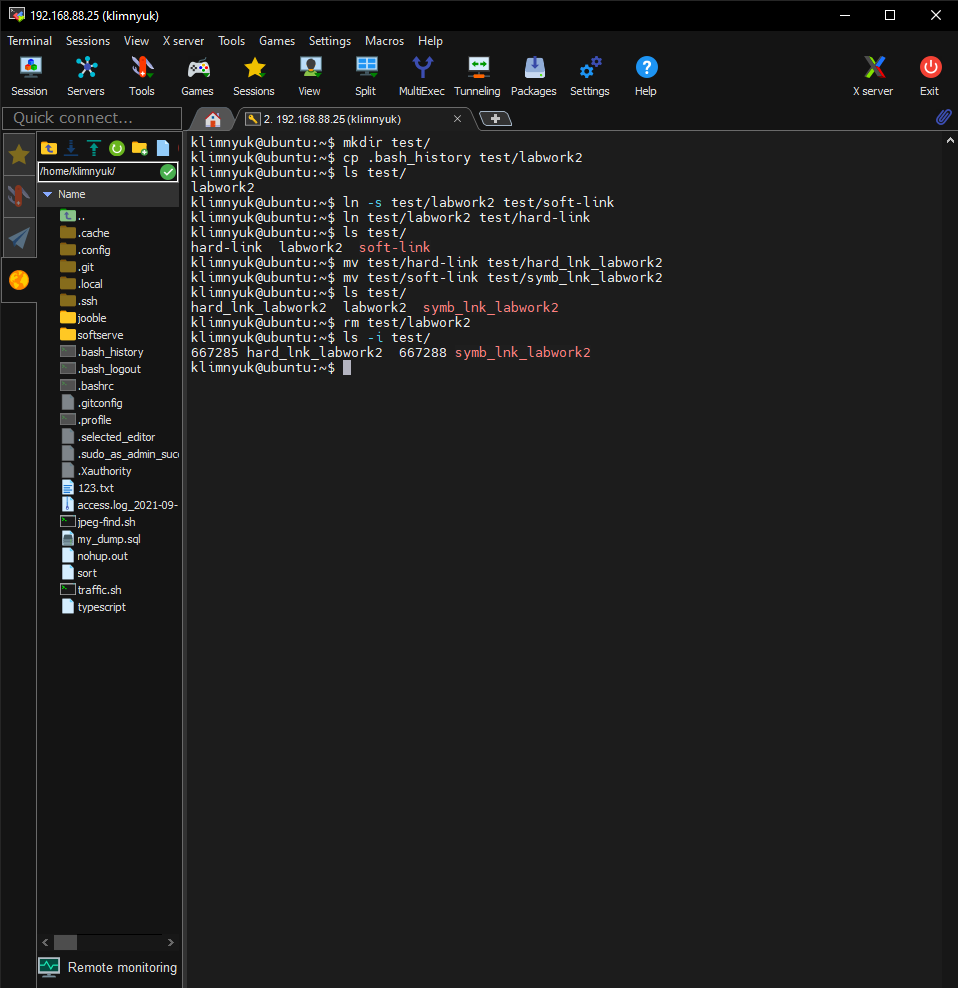 192.168.88.25 (klimnyuk)
Terminal Sessions View X server Tools Games Settings Macros Help
Session Servers Tools Games Sessions View Split MultiExec Tunneling Packages Settings Help X server Exit
Quick connect...
2. 192.168.88.25 (klimnyuk)
/home/klimnyuk/
Name
..
.cache
.config
.git
.local
.ssh
jooble
softserve
.bash_history
.bash_logout
.bashrc
.gitconfig
.profile
.selected_editor
.sudo_as_admin_succ
.Xauthority
123.txt
access.log_2021-09-
jpeg-find.sh
my_dump.sql
nohup.out
sort
traffic.sh
typescript
Remote monitoring
klimnyuk@ubuntu:~$ mkdir test/
klimnyuk@ubuntu:~$ cp .bash_history test/labwork2
klimnyuk@ubuntu:~$ ls test/
labwork2
klimnyuk@ubuntu:~$ ln -s test/labwork2 test/soft-link
klimnyuk@ubuntu:~$ ln test/labwork2 test/hard-link
klimnyuk@ubuntu:~$ ls test/
hard-link  labwork2  soft-link
klimnyuk@ubuntu:~$ mv test/hard-link test/hard_lnk_labwork2
klimnyuk@ubuntu:~$ mv test/soft-link test/symb_lnk_labwork2
klimnyuk@ubuntu:~$ ls test/
hard_lnk_labwork2  labwork2  symb_lnk_labwork2
klimnyuk@ubuntu:~$ rm test/labwork2
klimnyuk@ubuntu:~$ ls -i test/
667285 hard_lnk_labwork2  667288 symb_lnk_labwork2
klimnyuk@ubuntu:~$